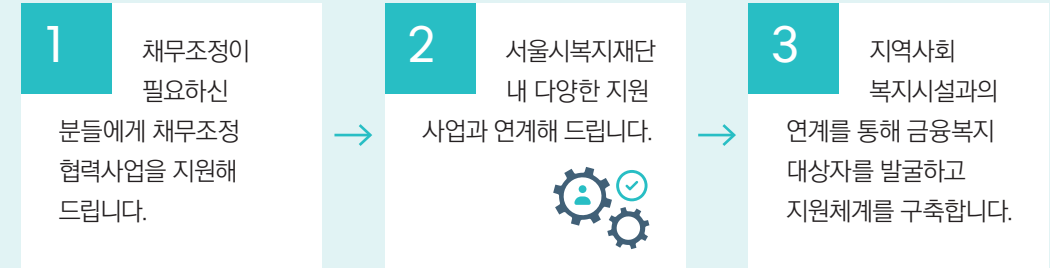 1
채무조정이
필요하신
분들에게 채무조정
협력사업을 지원해
드립니다.
2
서울시복지재단
내 다양한 지원
사업과 연계해 드립니다.
3
지역사회
복지시설과의
연계를 통해 금융복지
대상자를 발굴하고
지원체계를 구축합니다.